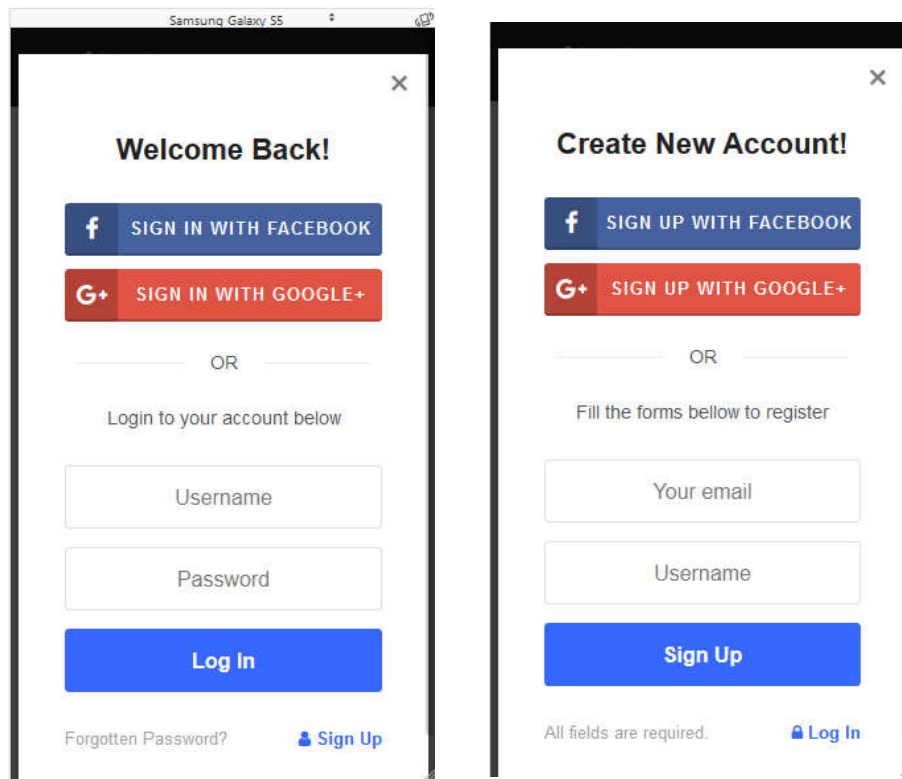 Samsung Galaxy S5
×
Welcome Back!
f SIGN IN WITH FACEBOOK
G+ SIGN IN WITH GOOGLE+
OR
Login to your account below
Username
Password
Log In
Forgotten Password? Sign Up
×
Create New Account!
f SIGN UP WITH FACEBOOK
G+ SIGN UP WITH GOOGLE+
OR
Fill the forms bellow to register
Your email
Username
Sign Up
All fields are required. Log In